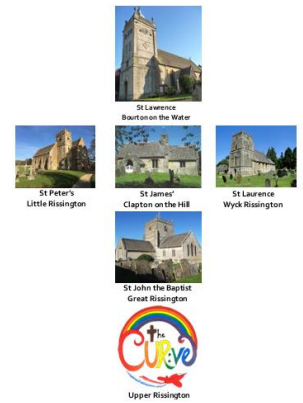 St Lawrence
Bourton on the Water
St Peter's
Little Rissington
St James'
Clapton on the Hill
St Laurence
Wyck Rissington
St John the Baptist
Great Rissington
the
CURVE
Upper Rissington